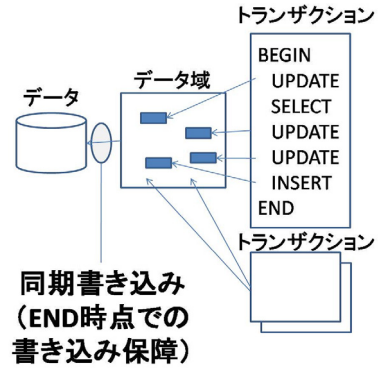 トランザクション
BEGIN
UPDATE
SELECT
UPDATE
UPDATE
INSERT
END
データ域
データ
トランザクション
同期書き込み
（END時点での
書き込み保障）